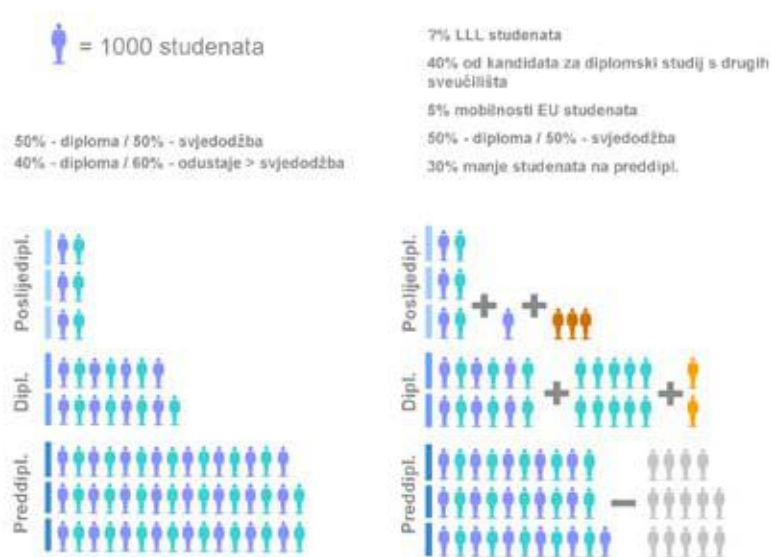 = 1000 studenata
50% - diploma / 50% - svjedodžba
40% - diploma / 60% - odustaje > svjedodžba
7% LLL studenata
40% od kandidata za diplomski studij s drugih
sveučilišta
5% mobilnosti EU studenata
50% - diploma / 50% - svjedodžba
30% manje studenata na preddipl.
Poslijedipl.
Dipl.
Preddipl.
Poslijedipl.
Dipl.
Preddipl.